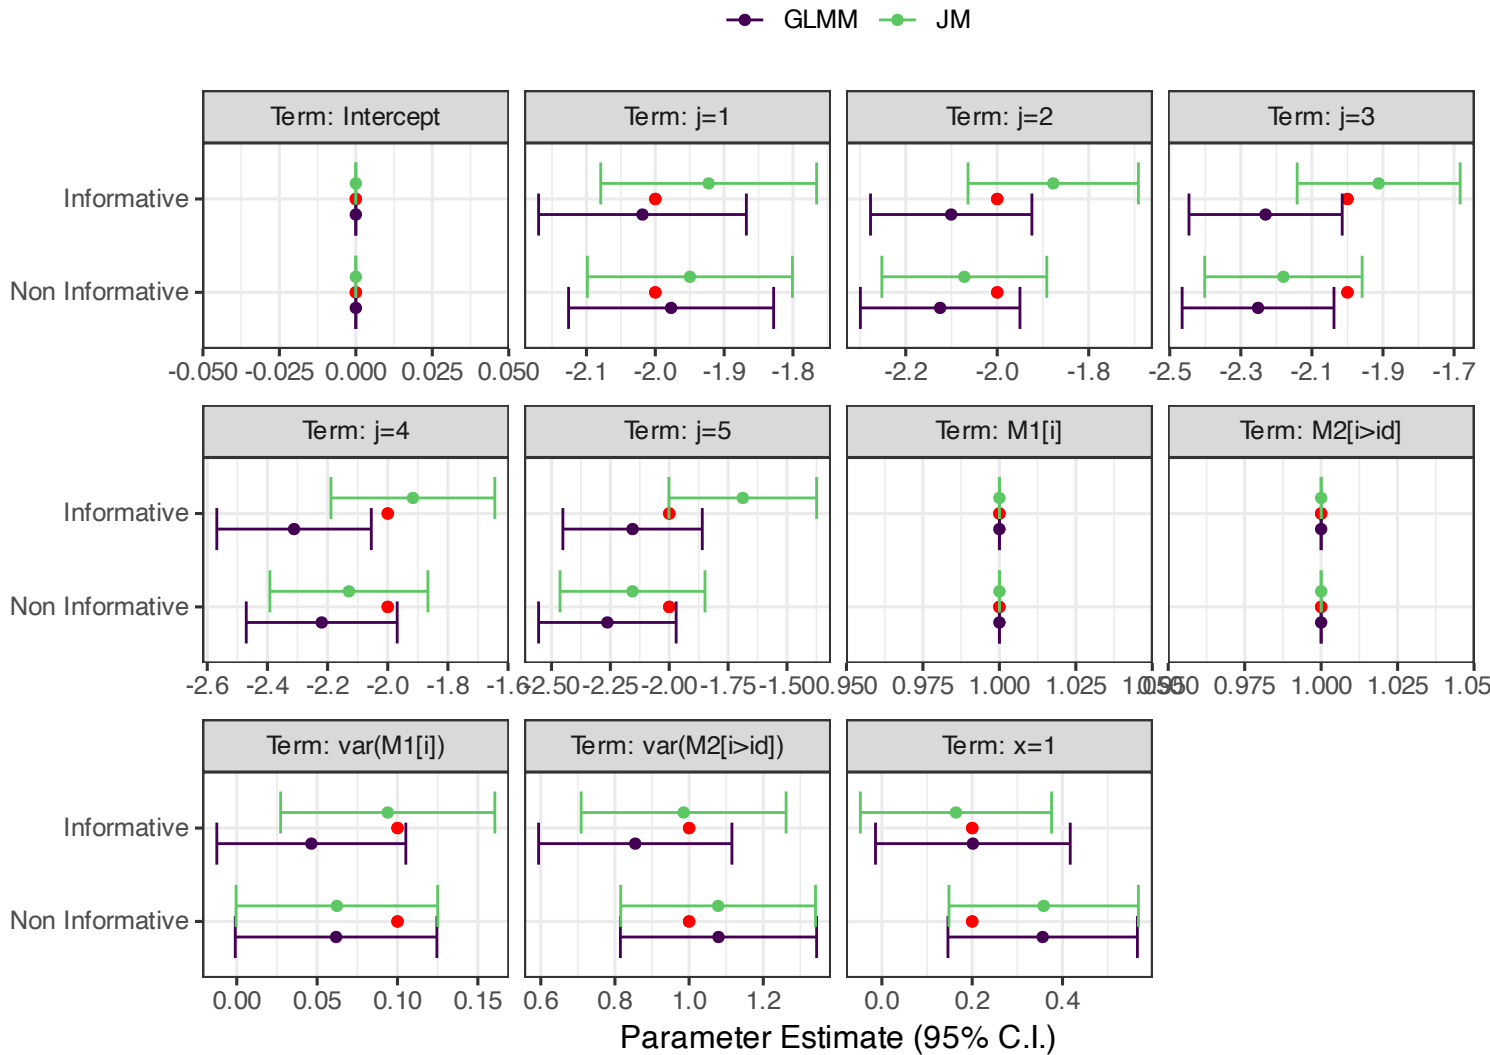 GLMM JM
Term: Intercept Term: j=1 Term: j=2 Term: j=3
Informative
Non Informative
-0.050 -0.025 0.000 0.025 0.050 -2.1 -2.0 -1.9 -1.8 -2.2 -2.0 -1.8 -2.5 -2.3 -2.1 -1.9 -1.7
Term: j=4 Term: j=5 Term: M1[i] Term: M2[i>id]
Informative
Non Informative
-2.6 -2.4 -2.2 -2.0 -1.8 -1.6 -2.50 -2.25 -2.00 -1.75 -1.50 0.950 0.975 1.000 1.025 1.050 0.950 0.975 1.000 1.025 1.05
Term: var(M1[i]) Term: var(M2[i>id]) Term: x=1
Informative
Non Informative
0.00 0.05 0.10 0.15 0.6 0.8 1.0 1.2 0.0 0.2 0.4
Parameter Estimate (95% C.I.)